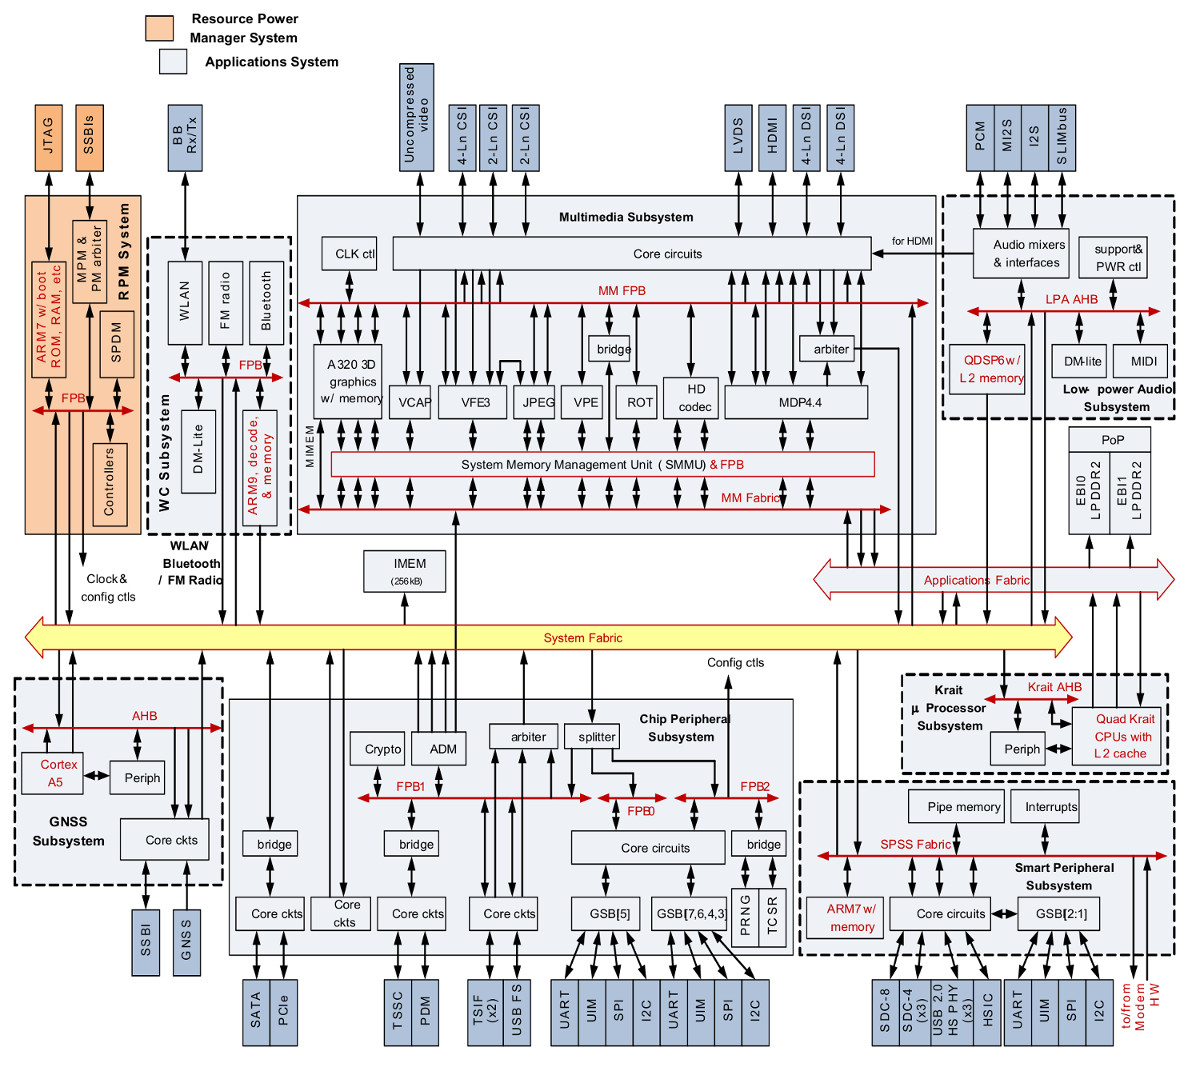 Resource Power
Manager System
Applications System
JTAG
SSBIs
BB
Rx/Tx
Uncompressed
video
4-Ln CSI
2-Ln CSI
2-Ln CSI
LVDS
HDMI
4-Ln DSI
4-Ln DSI
PCM
MI2S
I2S
SLIMbus
RPM System
MPM &
PM arbiter
ARM7 w/ boot
ROM, RAM, etc
SPDM
FPB
Controllers
Clock &
config ctls
WC Subsystem
WLAN
FM radio
Bluetooth
FPB
DM-Lite
ARM9, decode,
& memory
WLAN/
Bluetooth
/ FM Radio
Multimedia Subsystem
CLK ctl
Core circuits
for HDMI
MM FPB
A320 3D
graphics
w/ memory
VCAP
VFE3
JPEG
VPE
bridge
ROT
HD
codec
arbiter
MDP4.4
MIMEM
System Memory Management Unit ( SMMU) & FPB
MM Fabric
Audio mixers
& interfaces
support&
PWR ctl
LPA AHB
QDSP6 w/
L2 memory
DM-lite
MIDI
Low- power Audio
Subsystem
PoP
EBI0
LPDDR2
EBI1
LPDDR2
IMEM
(256kB)
Applications Fabric
System Fabric
AHB
Cortex
A5
Periph
GNSS
Subsystem
Core ckts
SSBI
GNSS
Config ctls
Chip Peripheral
Subsystem
Crypto
ADM
arbiter
splitter
FPB1
FPB0
FPB2
bridge
bridge
Core circuits
bridge
Core ckts
Core
ckts
Core ckts
Core ckts
GSBI[5]
GSBI[7,6,4,3]
PRNG
TCSR
SATA
PCIe
TSSC
PDM
TSIF
(x2)
USB FS
UART
UIM
SPI
I2C
UART
UIM
SPI
I2C
Krait
µ Processor
Subsystem
Krait AHB
Periph
Quad Krait
CPUs with
L2 cache
Pipe memory
Interrupts
SPSS Fabric
Smart Peripheral
Subsystem
ARM7 w/
memory
Core circuits
GSBI[2:1]
SDC-8
SDC-4
(x3)
USB 2.0
HS PHY
(x3)
HSIC
UART
UIM
SPI
I2C
to/from
Modem
HW